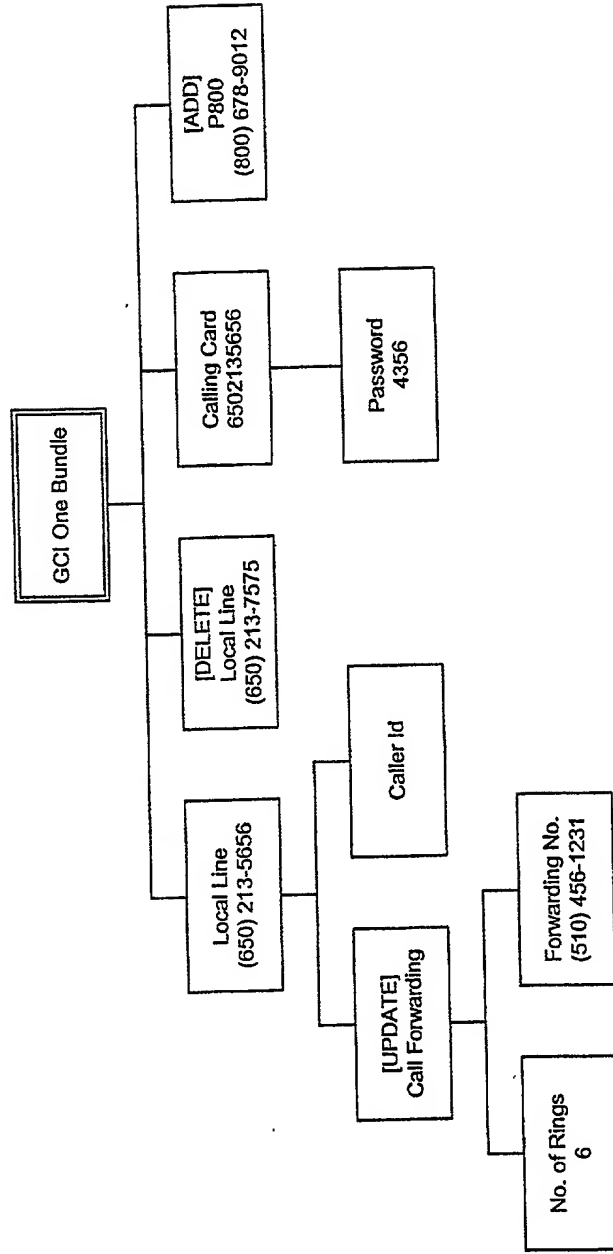 GCI One Bundle
Local Line
(650) 213-5656
[DELETE]
Local Line
(650) 213-7575
Calling Card
6502135656
[ADD]
P800
(800) 678-9012
[UPDATE]
Call Forwarding
Caller Id
Password
4356
No. of Rings
6
Forwarding No.
(510) 456-1231